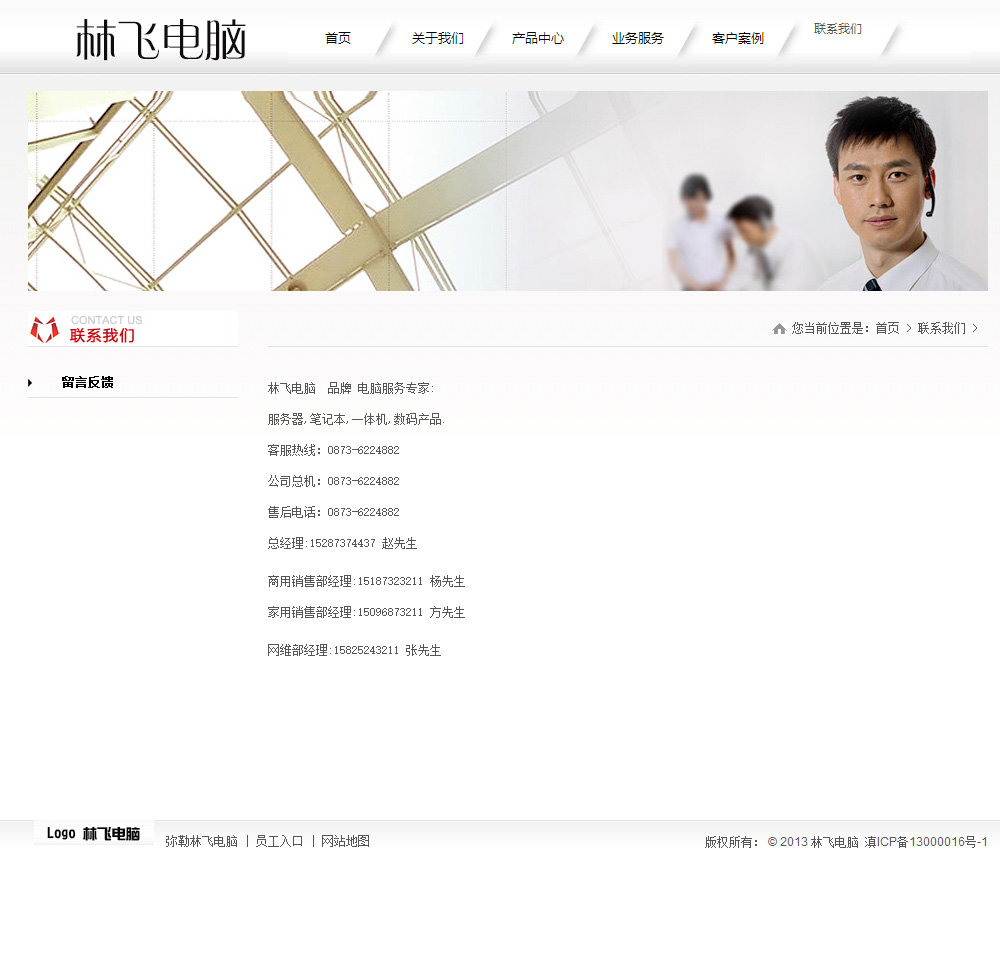 林飞电脑
首页 关于我们 产品中心 业务服务 客户案例 联系我们
CONTACT US
联系我们
您当前位置是：首页 > 联系我们 >
留言反馈
林飞电脑 品牌 电脑服务专家:
服务器,笔记本,一体机,数码产品.
客服热线：0873-6224882
公司总机：0873-6224882
售后电话：0873-6224882
总经理:15287374437 赵先生
商用销售部经理:15187323211 杨先生
家用销售部经理:15096873211 方先生
网维部经理:15825243211 张先生
Logo 林飞电脑
弥勒林飞电脑 | 员工入口 | 网站地图
版权所有： © 2013 林飞电脑 滇ICP备13000016号-1